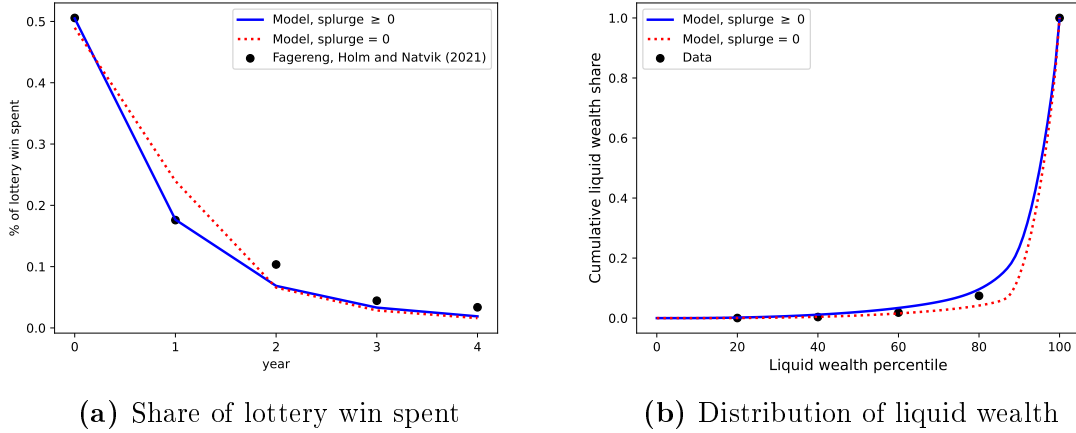 0.5
0.4
0.3
0.2
0.1
0.0
% of lottery win spent
0
1
2
3
4
year
Model, splurge ≥ 0
Model, splurge = 0
Fagereng, Holm and Natvik (2021)
(a) Share of lottery win spent
1.0
0.8
0.6
0.4
0.2
0.0
Cumulative liquid wealth share
0
20
40
60
80
100
Liquid wealth percentile
Model, splurge ≥ 0
Model, splurge = 0
Data
(b) Distribution of liquid wealth